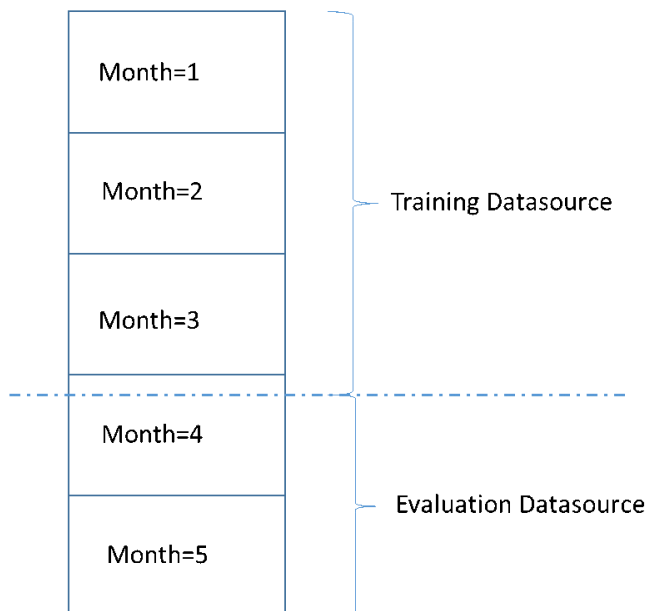 Month=1
Month=2
Training Datasource
Month=3
Month=4
Evaluation Datasource
Month=5